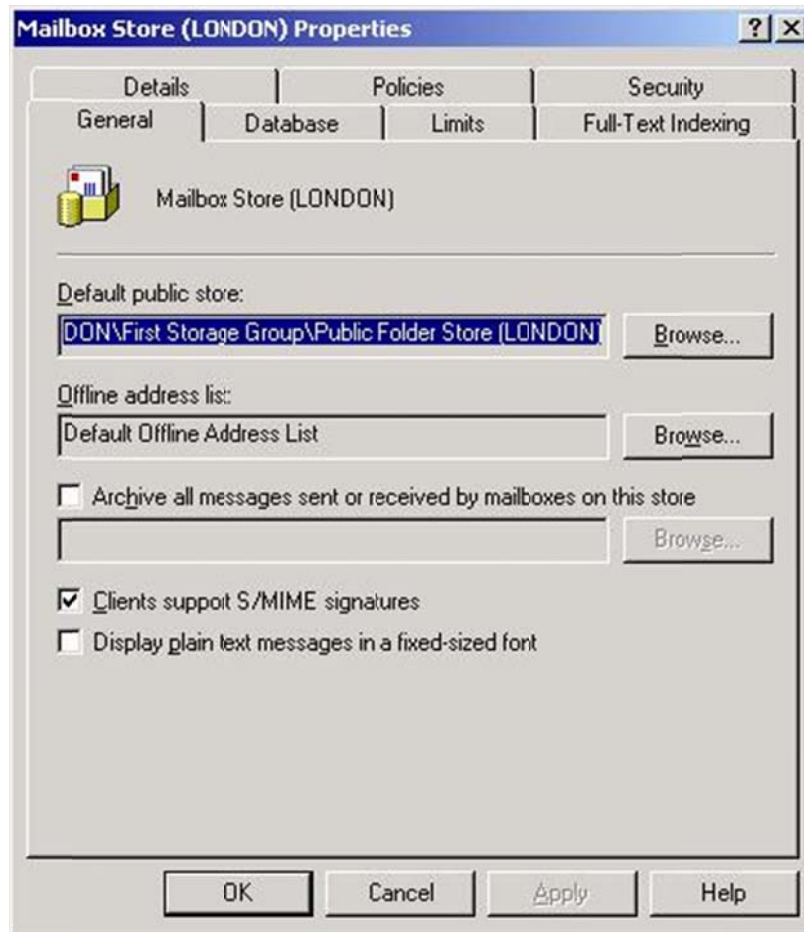 Mailbox Store (LONDON) Properties
Details Policies Security
General Database Limits Full-Text Indexing
Mailbox Store (LONDON)
Default public store:
DON\First Storage Group\Public Folder Store (LONDON) Browse...
Offline address list:
Default Offline Address List Browse...
Archive all messages sent or received by mailboxes on this store
Browse...
Clients support S/MIME signatures
Display plain text messages in a fixed-sized font
OK Cancel Apply Help